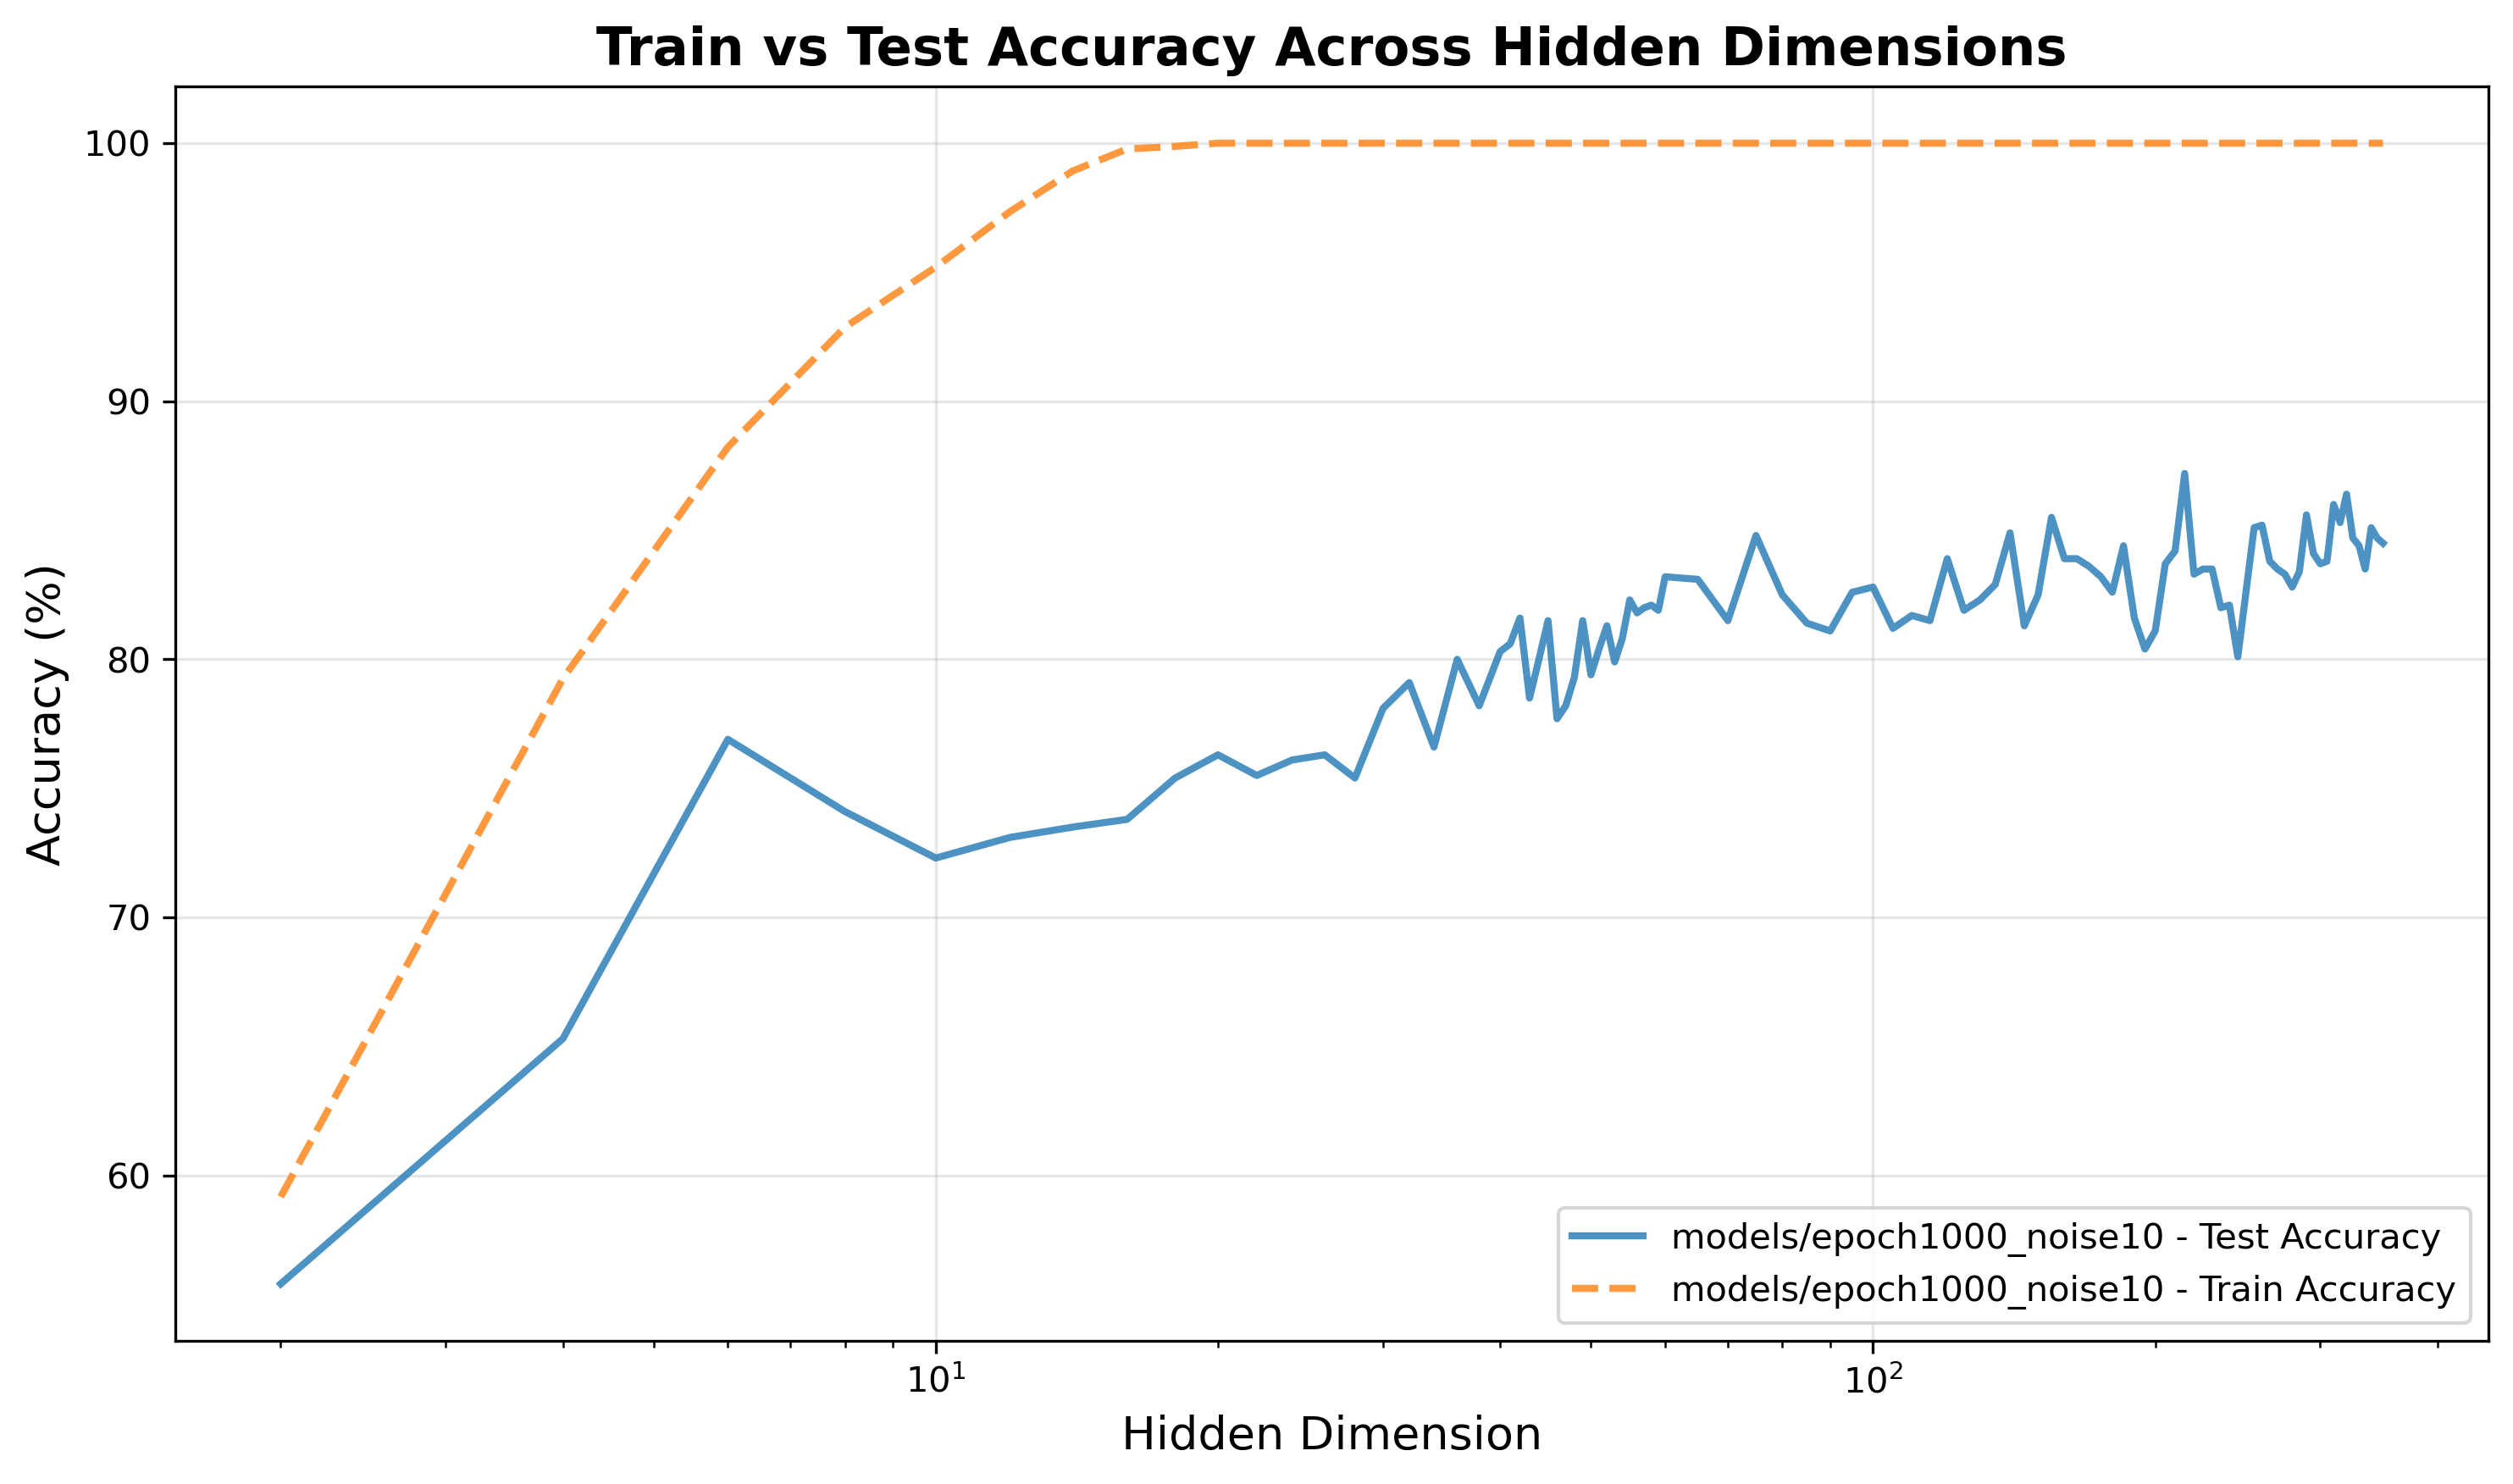 Train vs Test Accuracy Across Hidden Dimensions
Accuracy (%)
100
90
80
70
60
10¹
10²
Hidden Dimension
models/epoch1000_noise10 - Test Accuracy
models/epoch1000_noise10 - Train Accuracy